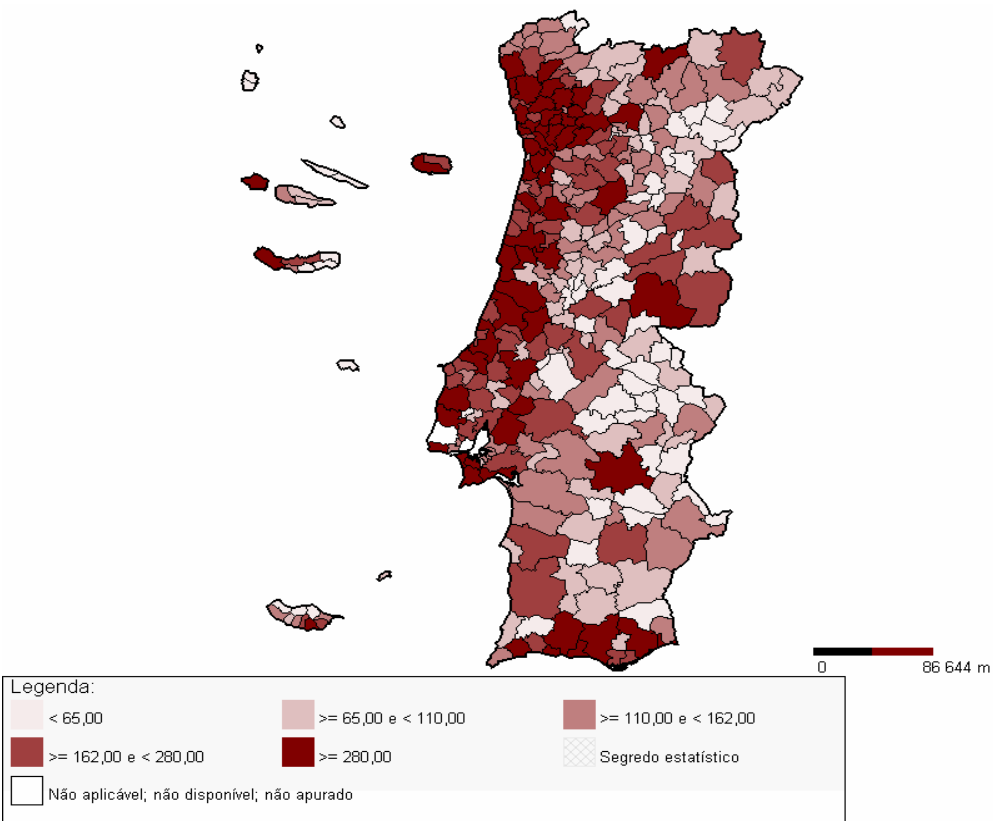 0 86 644 m
Legenda:
< 65,00 >= 65,00 e < 110,00 >= 110,00 e < 162,00
>= 162,00 e < 280,00 >= 280,00 Segredo estatístico
Não aplicável; não disponível; não apurado